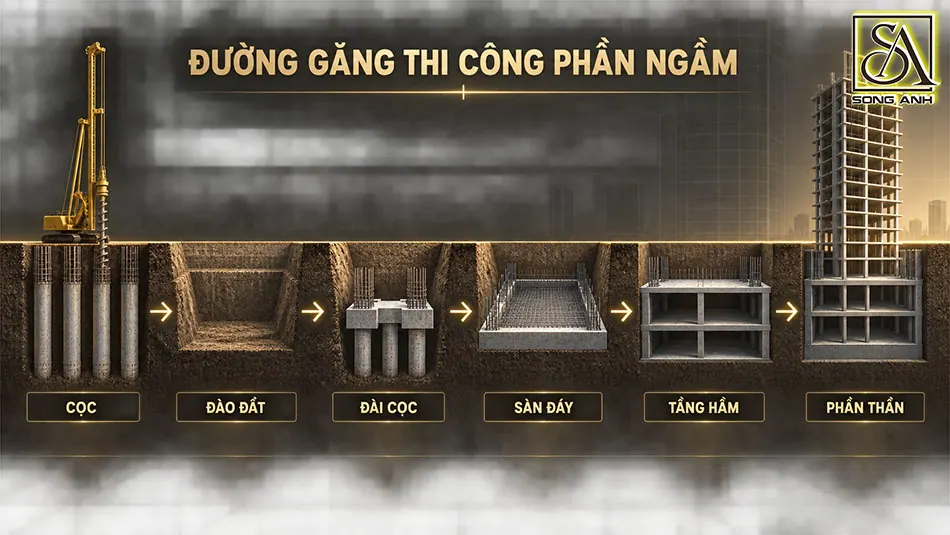 ĐƯỜNG GĂNG THI CÔNG PHẦN NGẦM
SA
SONG ANH
CỌC
ĐÀO ĐẤT
ĐÀI CỌC
SÀN ĐÁY
TẦNG HẦM
PHẦN THÂN